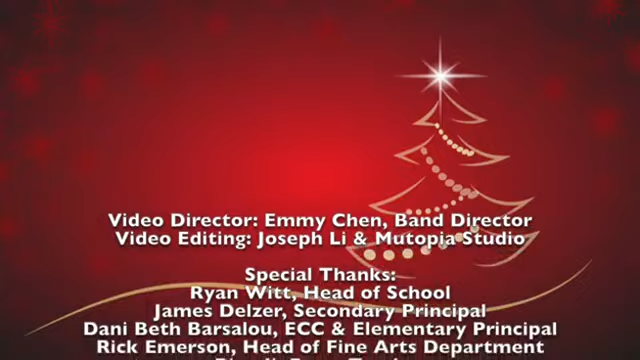 Video Director: Emmy Chen, Band Director
Video Editing: Joseph Li & Mutopia Studio
Special Thanks:
Ryan Witt, Head of School
James Delzer, Secondary Principal
Dani Beth Barsalou, ECC & Elementary Principal
Rick Emerson, Head of Fine Arts Department